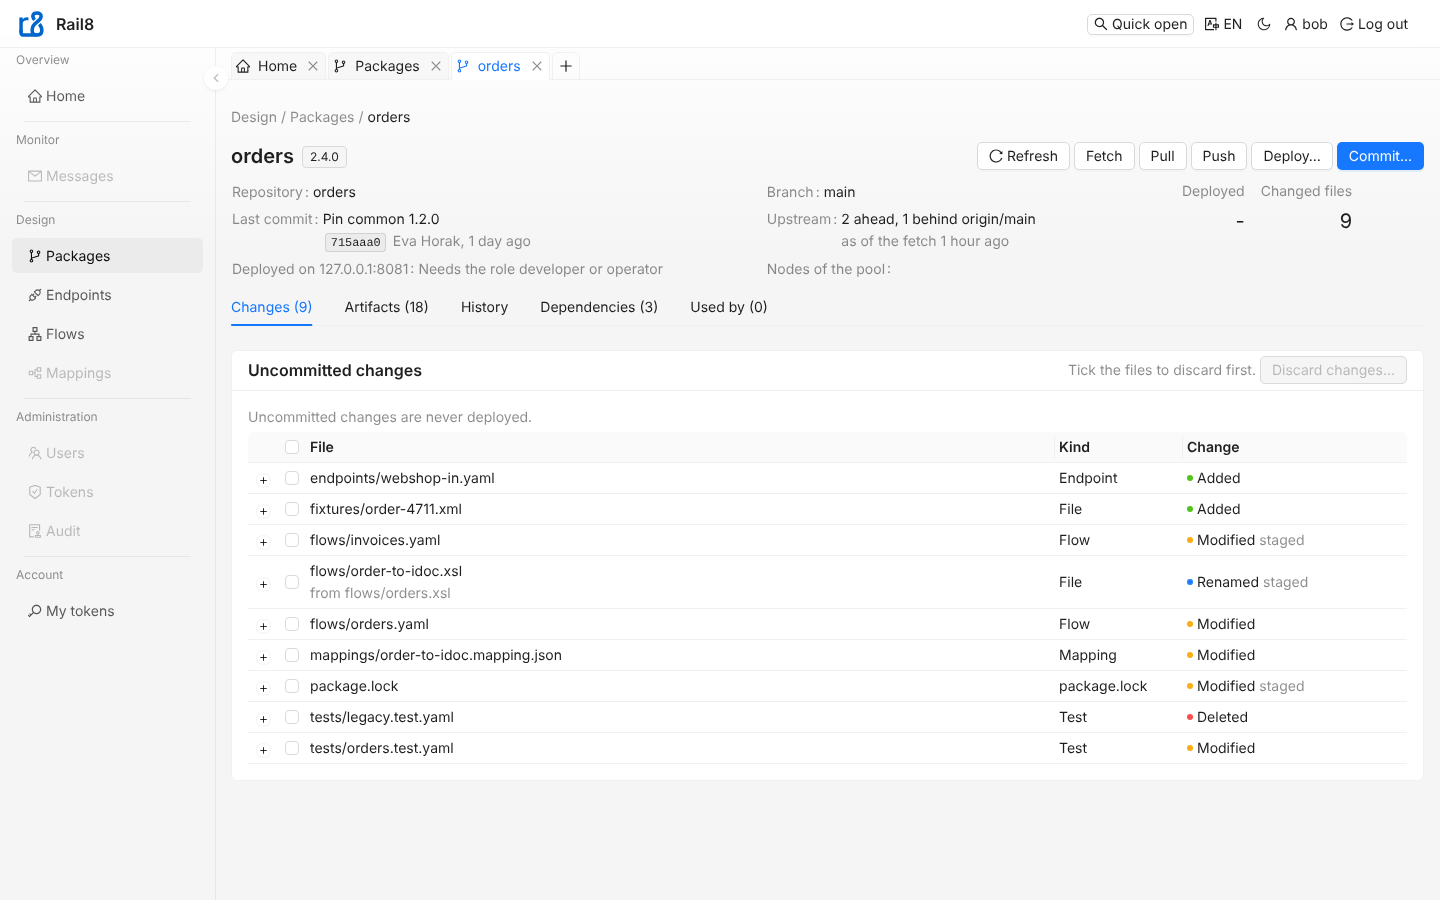 Rail8
Quick open
EN
bob
Log out
Overview
Home
Monitor
Messages
Design
Packages
Endpoints
Flows
Mappings
Administration
Users
Tokens
Audit
Account
My tokens
Home
Packages
orders
Design / Packages / orders
orders 2.4.0
Refresh
Fetch
Pull
Push
Deploy...
Commit...
Repository: orders
Branch: main
Deployed
-
Changed files
9
Last commit: Pin common 1.2.0
715aaa0 Eva Horak, 1 day ago
Upstream: 2 ahead, 1 behind origin/main
as of the fetch 1 hour ago
Deployed on 127.0.0.1:8081: Needs the role developer or operator
Nodes of the pool:
Changes (9)
Artifacts (18)
History
Dependencies (3)
Used by (0)
Uncommitted changes
Tick the files to discard first.
Discard changes...
Uncommitted changes are never deployed.
File Kind Change
+ endpoints/webshop-in.yaml Endpoint Added
+ fixtures/order-4711.xml File Added
+ flows/invoices.yaml Flow Modified staged
+ flows/order-to-idoc.xsl File Renamed staged
from flows/orders.xsl
+ flows/orders.yaml Flow Modified
+ mappings/order-to-idoc.mapping.json Mapping Modified
+ package.lock package.lock Modified staged
+ tests/legacy.test.yaml Test Deleted
+ tests/orders.test.yaml Test Modified